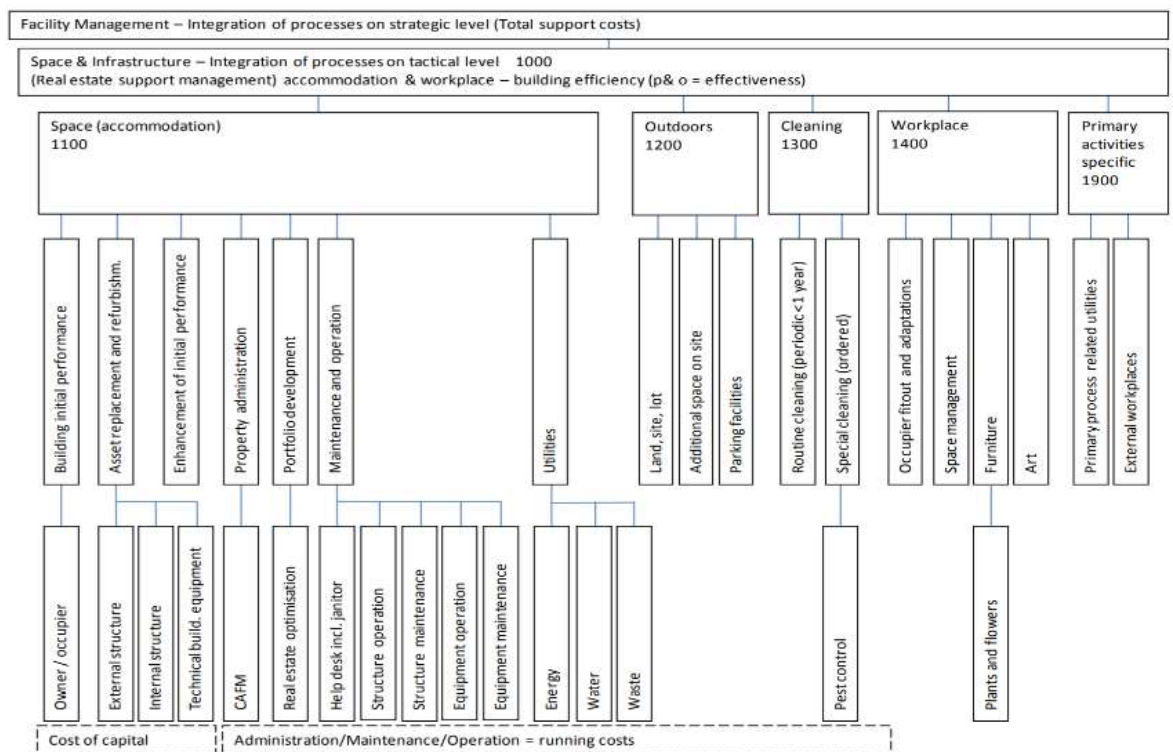 Facility Management – Integration of processes on strategic level (Total support costs)
Space & Infrastructure – Integration of processes on tactical level 1000
(Real estate support management) accommodation & workplace – building efficiency (p& o = effectiveness)
Space (accommodation)
1100
Outdoors
1200
Cleaning
1300
Workplace
1400
Primary
activities
specific
1900
Building initial performance
Asset replacement and refurbishm.
Enhancement of initial performance
Property administration
Portfolio development
Maintenance and operation
Utilities
Land, site, lot
Additional space on site
Parking facilities
Routine cleaning (periodic <1 year)
Special cleaning (ordered)
Occupier fitout and adaptations
Space management
Furniture
Art
Primary process related utilities
External workplaces
Owner / occupier
External structure
Internal structure
Technical build. equipment
CAFM
Real estate optimisation
Help desk incl. janitor
Structure operation
Structure maintenance
Equipment operation
Equipment maintenance
Energy
Water
Waste
Pest control
Plants and flowers
Cost of capital
Administration/Maintenance/Operation = running costs